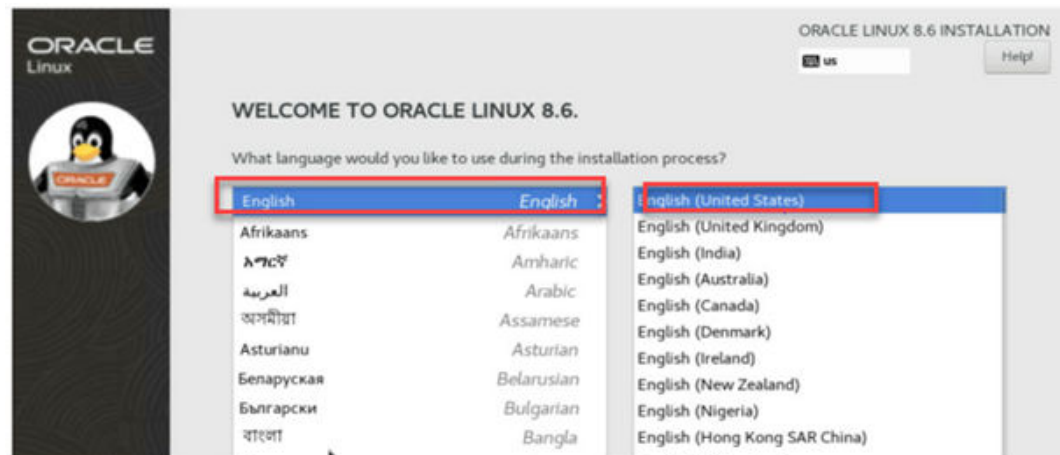 ORACLE
Linux
ORACLE
ORACLE LINUX 8.6 INSTALLATION
us
Help!
WELCOME TO ORACLE LINUX 8.6.
What language would you like to use during the installation process?
English English
Afrikaans Afrikaans
አማርኛ Amharic
العربية Arabic
অসমীয়া Assamese
Asturianu Asturian
Беларуская Belarusian
Български Bulgarian
বাংলা Bangla
English (United States)
English (United Kingdom)
English (India)
English (Australia)
English (Canada)
English (Denmark)
English (Ireland)
English (New Zealand)
English (Nigeria)
English (Hong Kong SAR China)